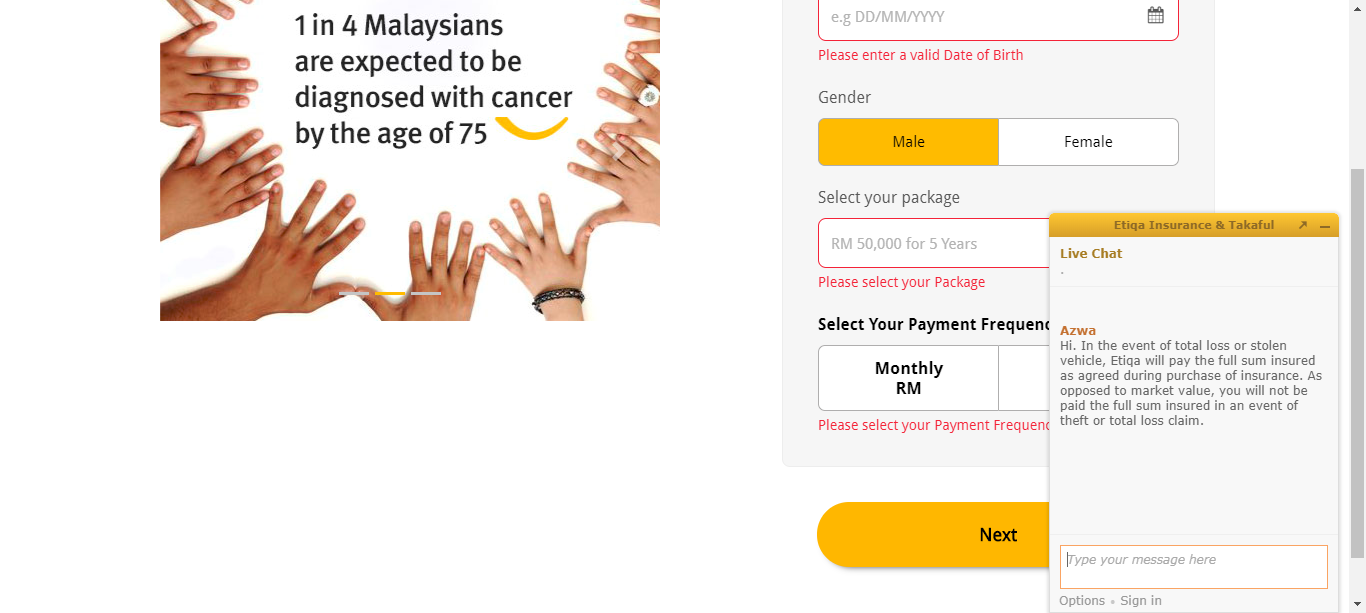 1 in 4 Malaysians
are expected to be
diagnosed with cancer
by the age of 75
e.g DD/MM/YYYY
Please enter a valid Date of Birth
Gender
Male
Female
Select your package
RM 50,000 for 5 Years
Please select your Package
Select Your Payment Frequenc
Monthly
RM
Please select your Payment Frequenc
Next
Etiqa Insurance & Takaful
Live Chat
.
Azwa
Hi. In the event of total loss or stolen
vehicle, Etiqa will pay the full sum insured
as agreed during purchase of insurance. As
opposed to market value, you will not be
paid the full sum insured in an event of
theft or total loss claim.
Type your message here
Options • Sign in